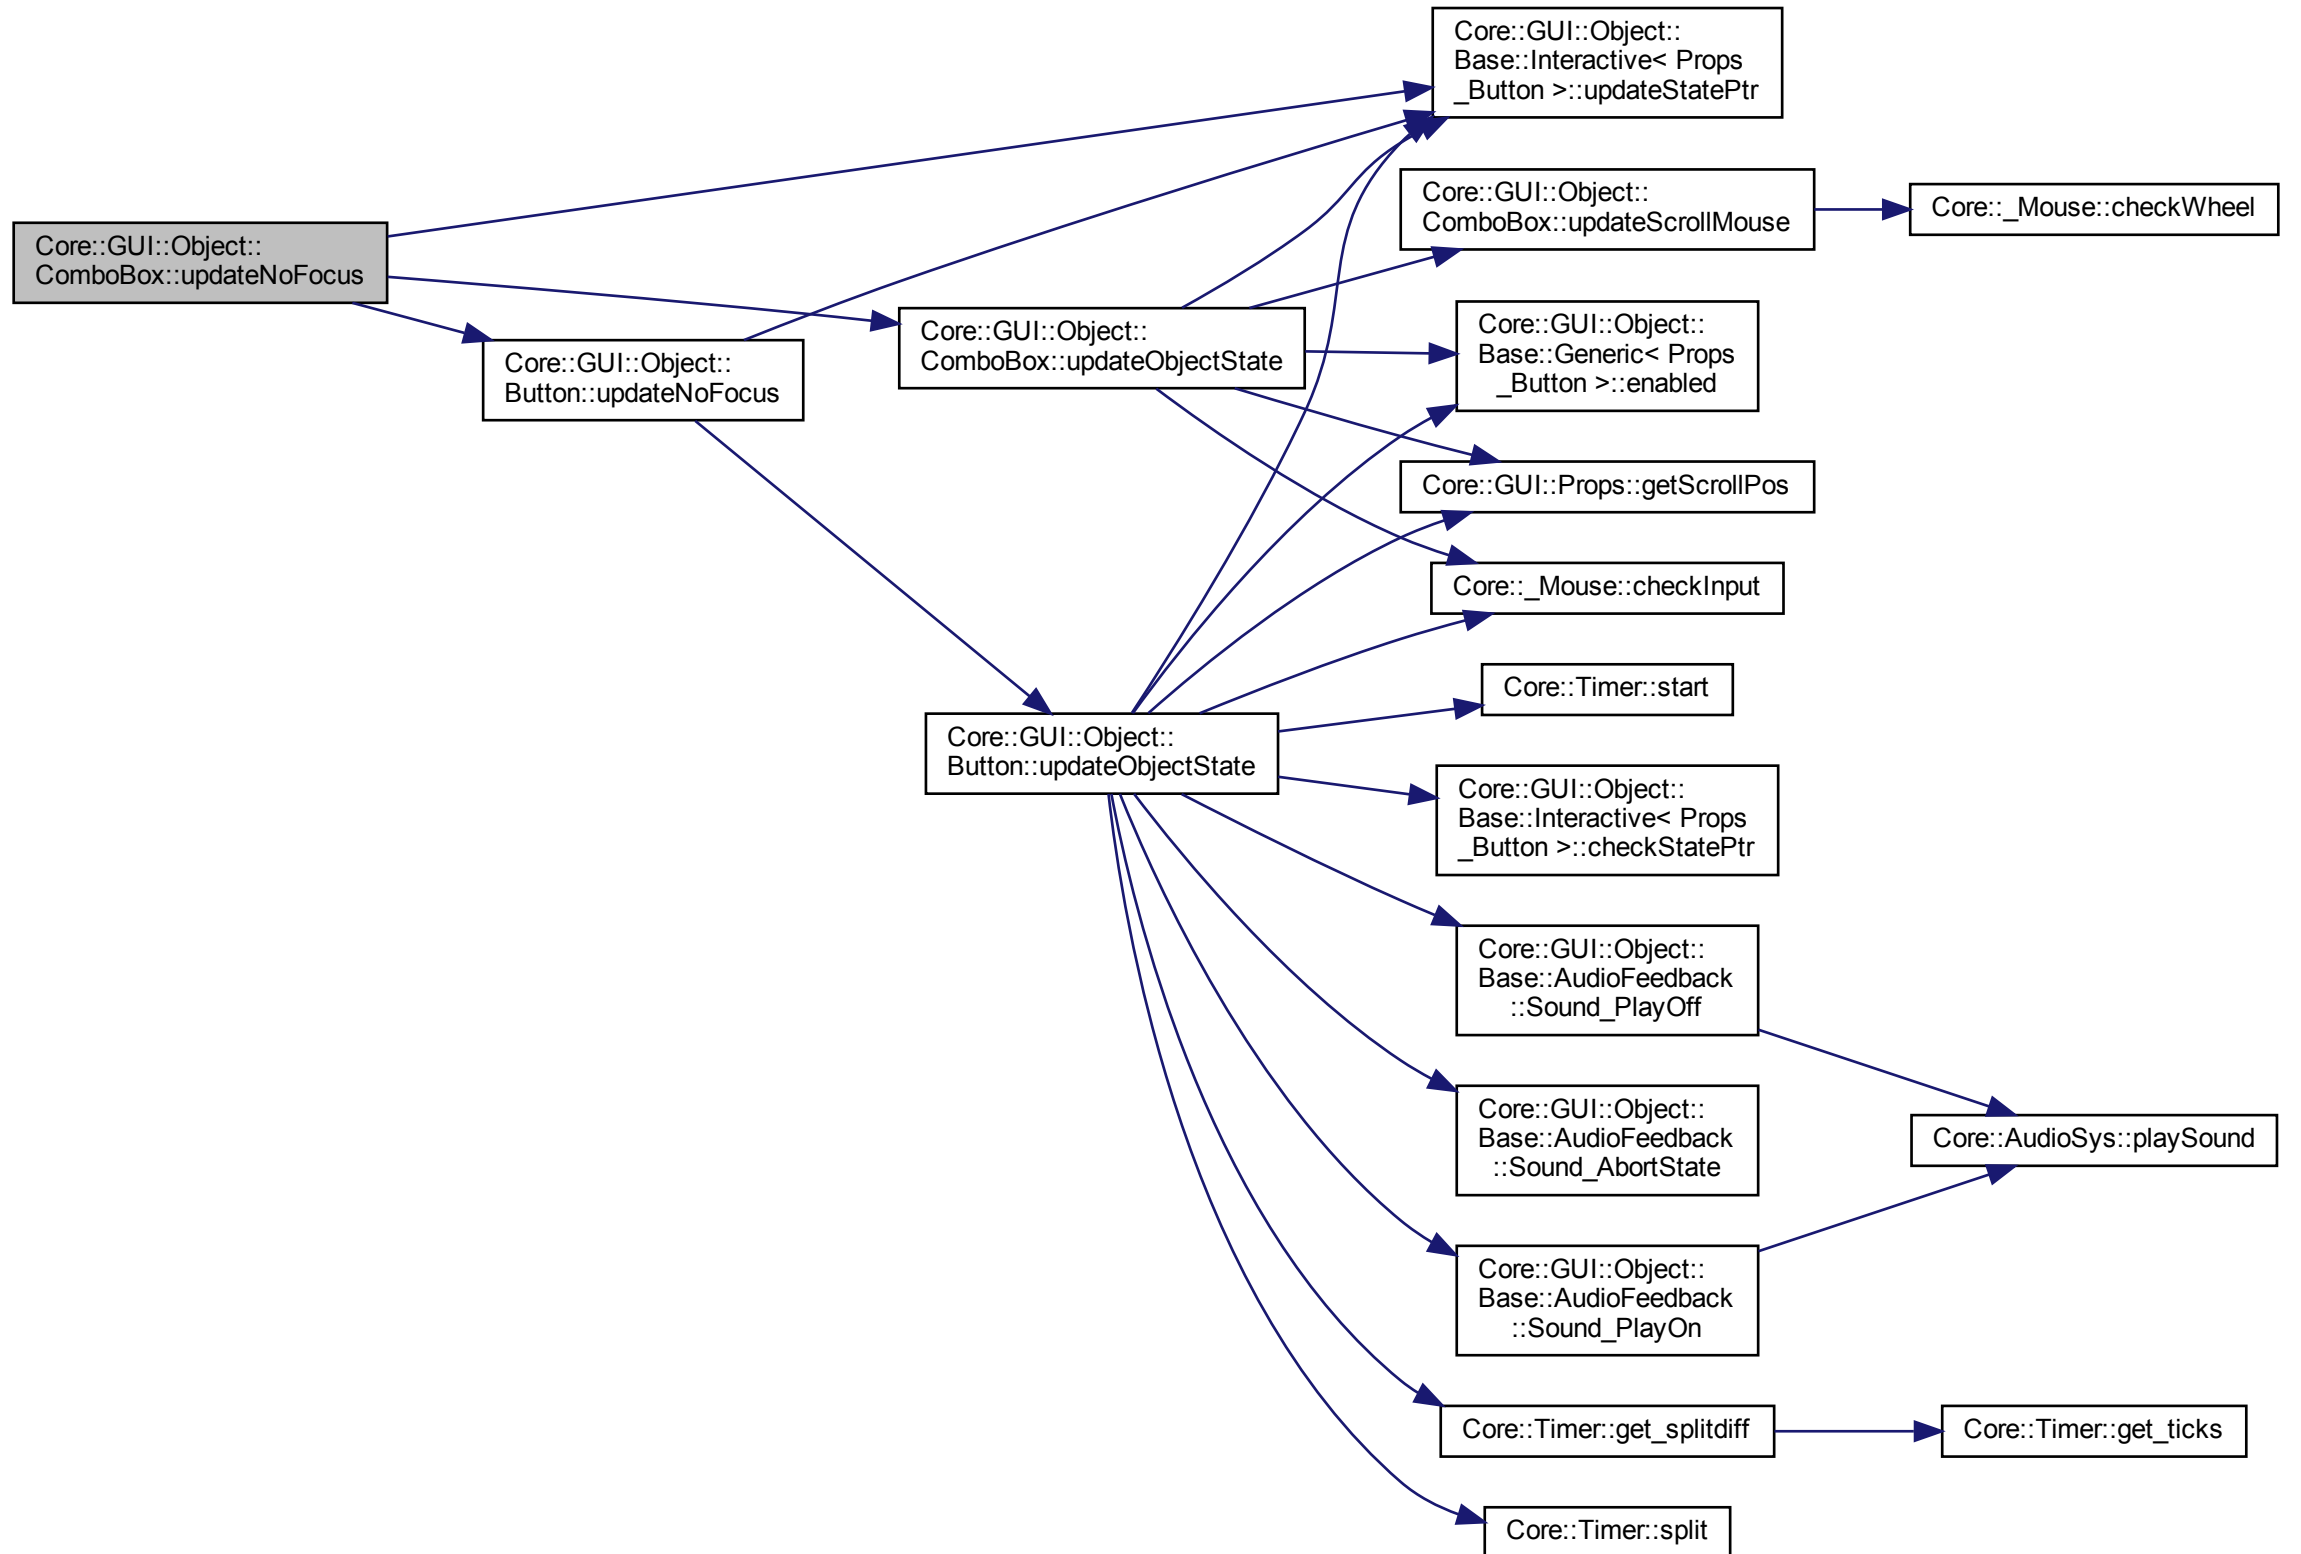 Core::GUI::Object::
Base::Interactive< Props
_Button >::updateStatePtr
Core::GUI::Object::
ComboBox::updateScrollMouse
Core::_Mouse::checkWheel
Core::GUI::Object::
ComboBox::updateNoFocus
Core::GUI::Object::
ComboBox::updateObjectState
Core::GUI::Object::
Base::Generic< Props
_Button >::enabled
Core::GUI::Object::
Button::updateNoFocus
Core::GUI::Props::getScrollPos
Core::_Mouse::checkInput
Core::Timer::start
Core::GUI::Object::
Button::updateObjectState
Core::GUI::Object::
Base::Interactive< Props
_Button >::checkStatePtr
Core::GUI::Object::
Base::AudioFeedback
::Sound_PlayOff
Core::GUI::Object::
Base::AudioFeedback
::Sound_AbortState
Core::AudioSys::playSound
Core::GUI::Object::
Base::AudioFeedback
::Sound_PlayOn
Core::Timer::get_splitdiff
Core::Timer::get_ticks
Core::Timer::split